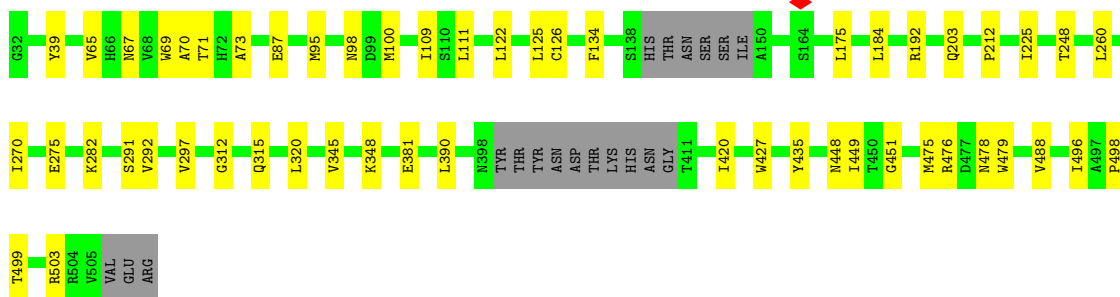 G32 Y39 V65 H66 N67 V68 W69 A70 T71 H72 A73 E87 M95 N98 D99 M100 I109 S110 L111 L122 L125 C126 F134 S138 HIS THR ASN SER SER ILE A150 S164 L175 L184 R192 Q203 P212 I225 T248 L260
I270 E275 K282 S291 V292 V297 G312 Q315 L320 V345 K348 E381 L390 N398 TYR THR TYR ASN ASP THR LYS HIS ASN GLY T411 I420 W427 Y435 N448 I449 T450 G451 M475 R476 D477 N478 W479 V488 I496 A497 P498
T499 R503 R504 V505 VAL GLU ARG